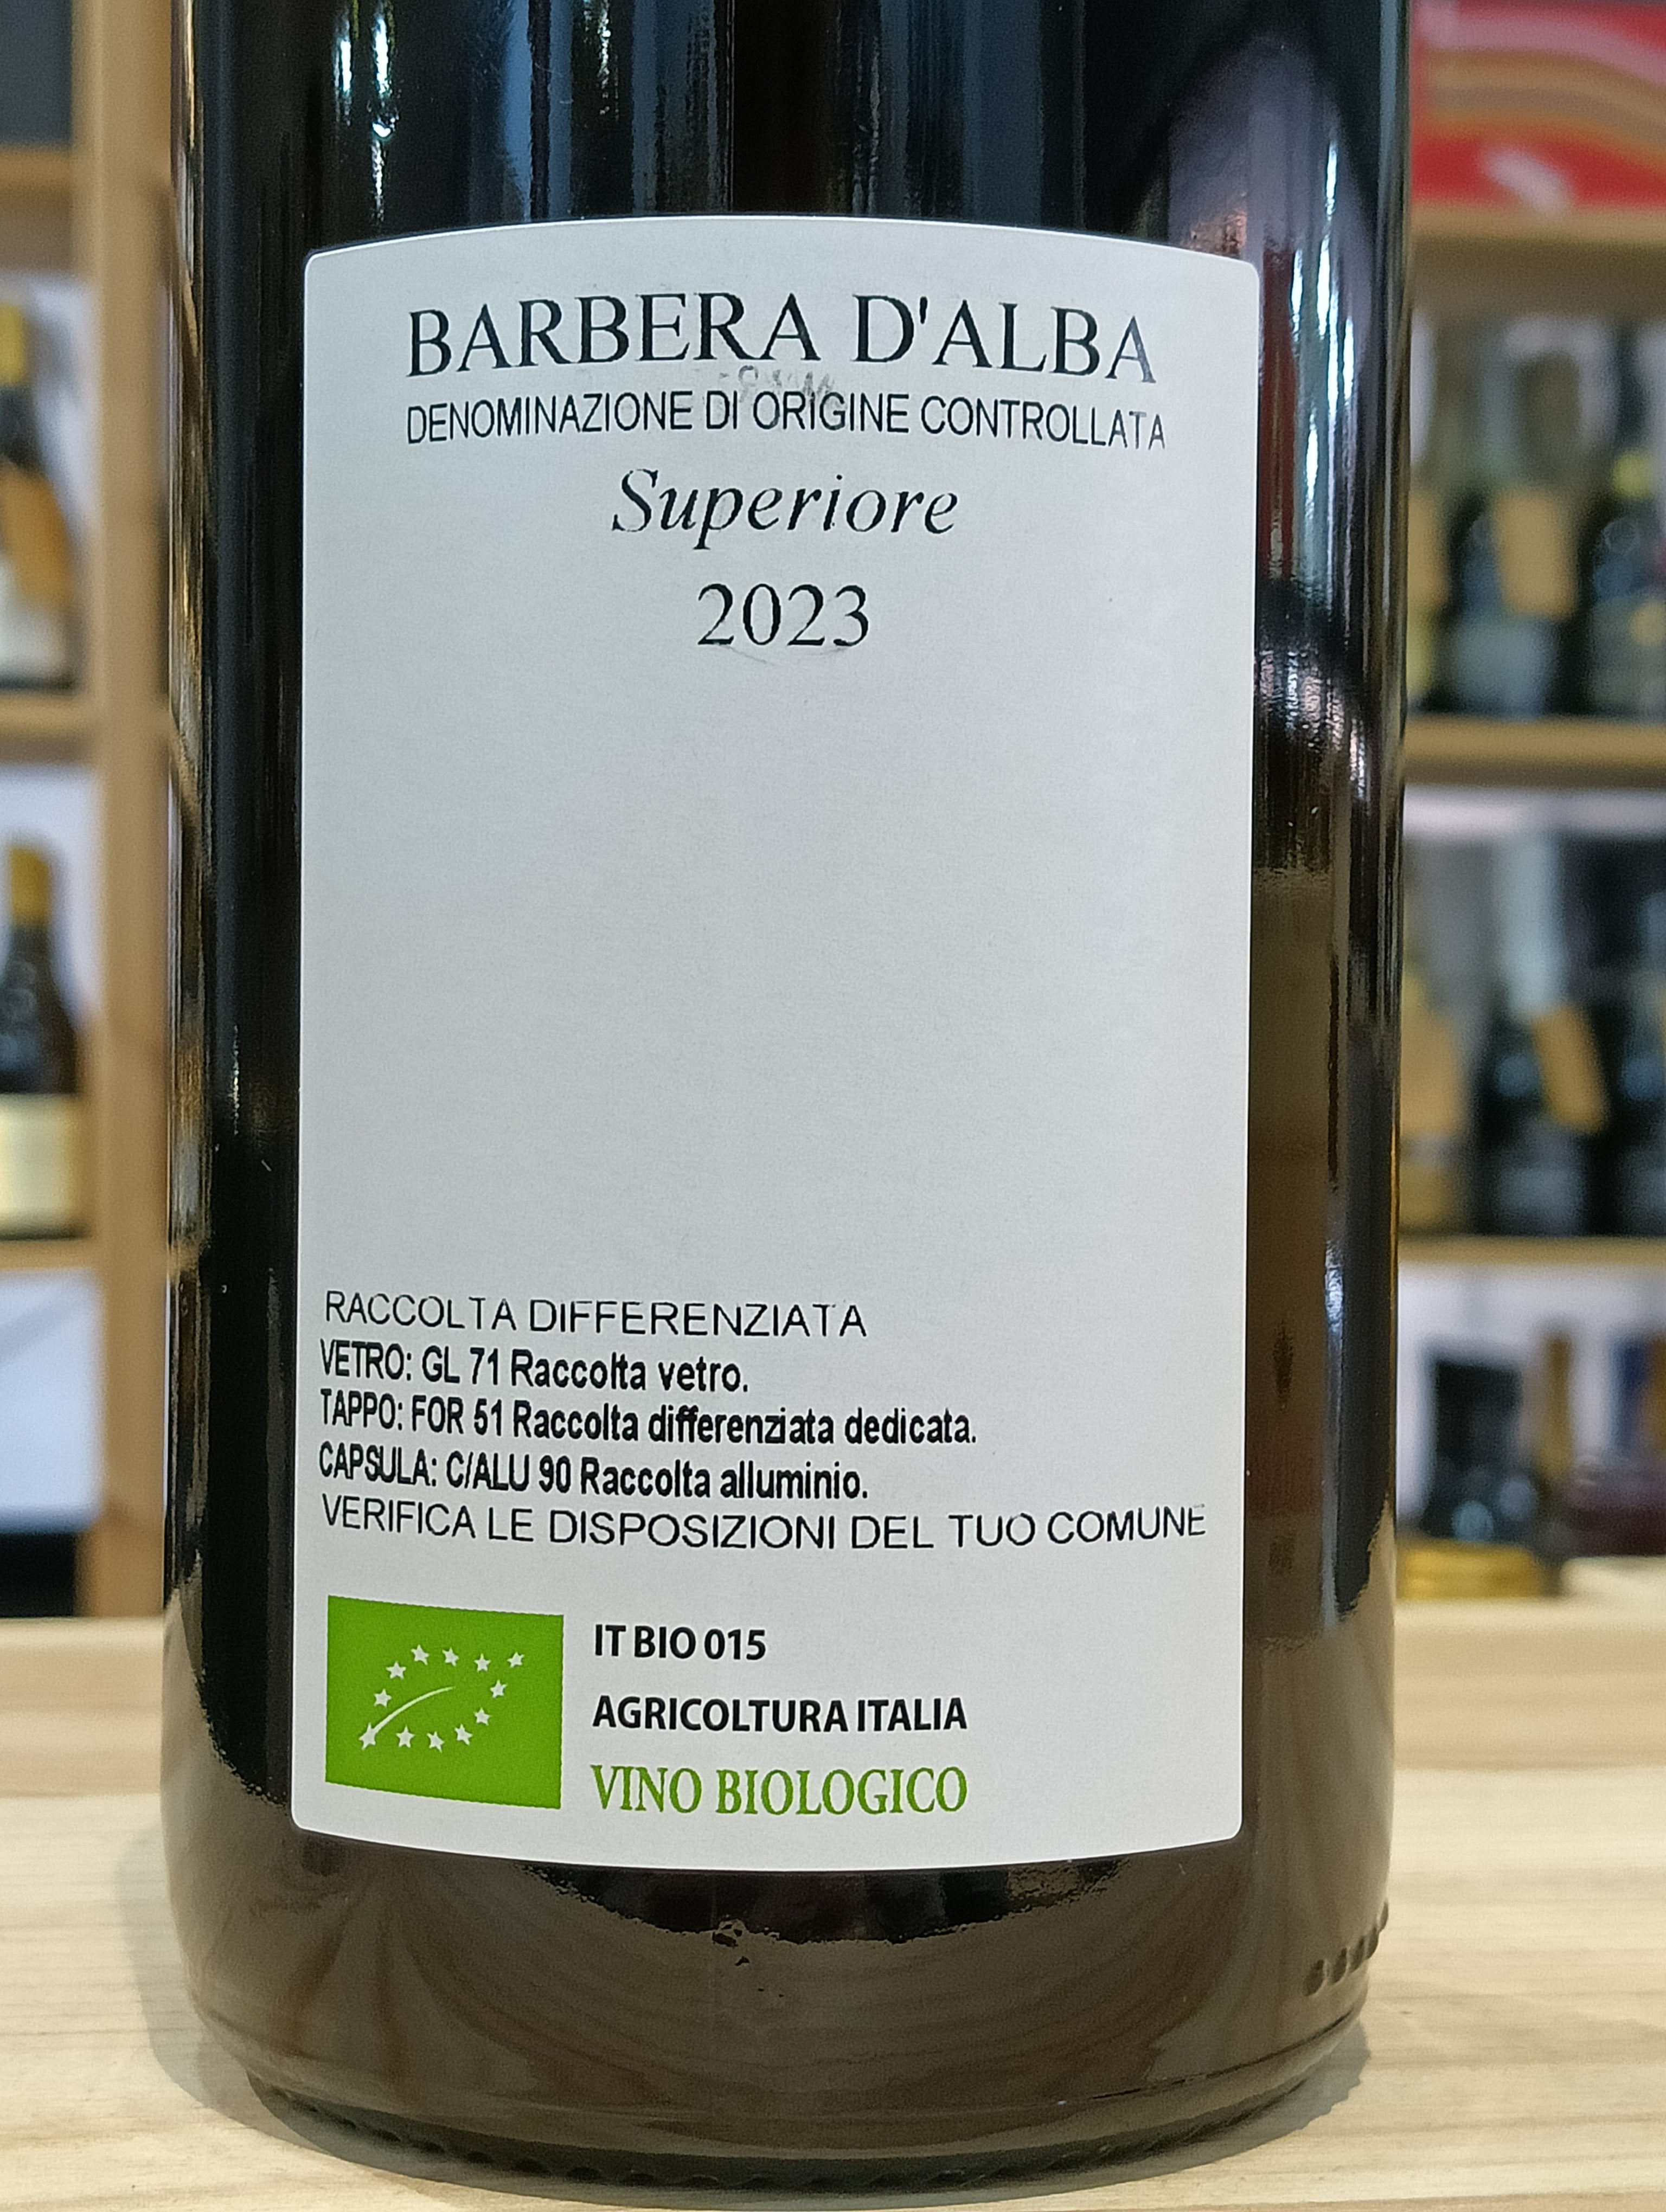 BARBERA D'ALBA
DENOMINAZIONE DI ORIGINE CONTROLLATA
Superiore
2023
RACCOLTA DIFFERENZIATA
VETRO: GL 71 Raccolta vetro.
TAPPO: FOR 51 Raccolta differenziata dedicata.
CAPSULA: C/ALU 90 Raccolta alluminio.
VERIFICA LE DISPOSIZIONI DEL TUO COMUNE
IT BIO 015
AGRICOLTURA ITALIA
VINO BIOLOGICO